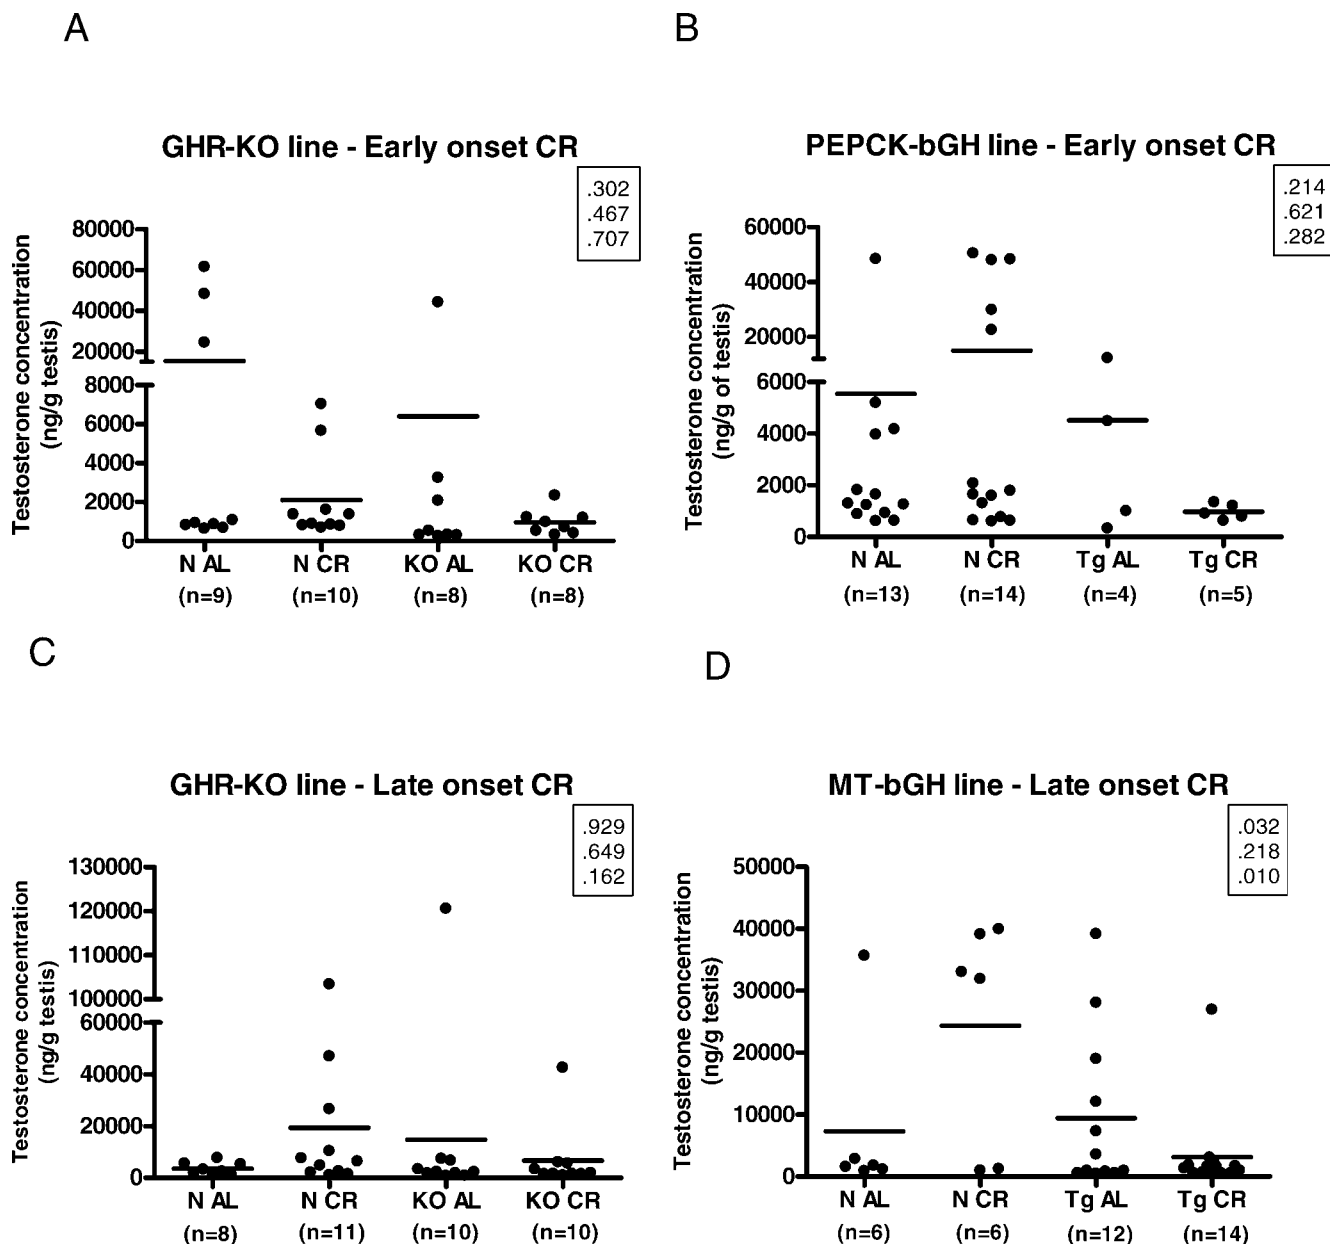 A
GHR-KO line - Early onset CR
.302
.467
.707
Testosterone concentration
(ng/g testis)
80000
60000
40000
20000
8000
6000
4000
2000
0
N AL
N CR
KO AL
KO CR
(n=9)
(n=10)
(n=8)
(n=8)
B
PEPCK-bGH line - Early onset CR
.214
.621
.282
Testosterone concentration
(ng/g of testis)
60000
40000
20000
6000
4000
2000
0
N AL
N CR
Tg AL
Tg CR
(n=13)
(n=14)
(n=4)
(n=5)
C
GHR-KO line - Late onset CR
.929
.649
.162
Testosterone concentration
(ng/g testis)
130000
120000
110000
100000
60000
40000
20000
0
N AL
N CR
KO AL
KO CR
(n=8)
(n=11)
(n=10)
(n=10)
D
MT-bGH line - Late onset CR
.032
.218
.010
Testosterone concentration
(ng/g testis)
50000
40000
30000
20000
10000
0
N AL
N CR
Tg AL
Tg CR
(n=6)
(n=6)
(n=12)
(n=14)